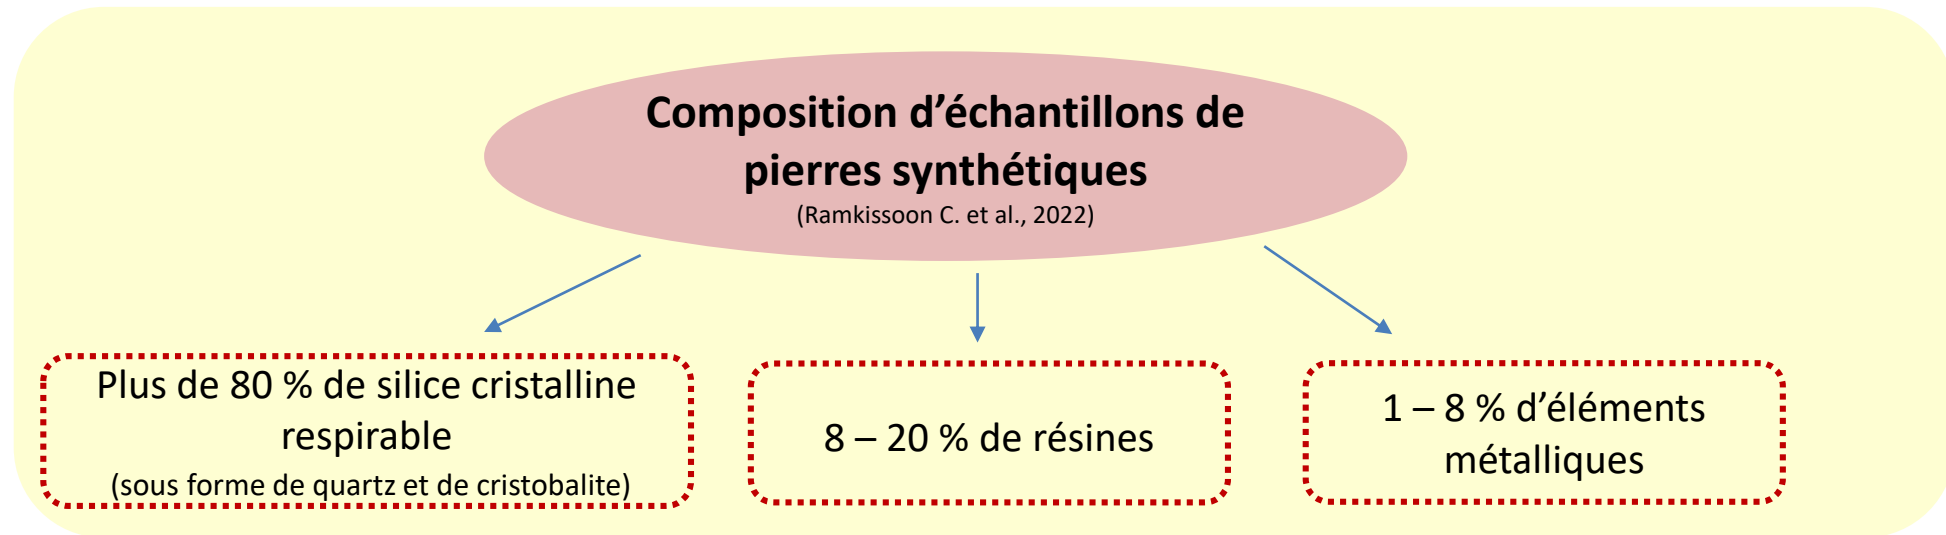 Composition d’échantillons de
pierres synthétiques
(Ramkissoon C. et al., 2022)
Plus de 80 % de silice cristalline
respirable
(sous forme de quartz et de cristobalite)
8 – 20 % de résines
1 – 8 % d’éléments
métalliques